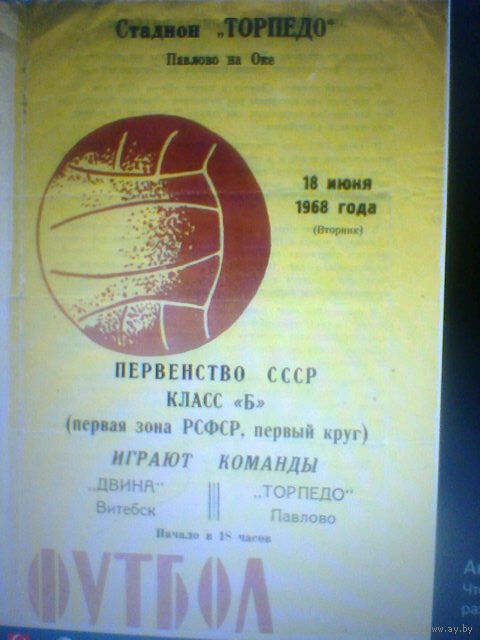 Стадион „ТОРПЕДО"
Павлово на Оке
18 июня
1968 года
(Вторник)
ПЕРВЕНСТВО СССР
КЛАСС «Б»
(первая зона РСФСР, первый круг)
ИГРАЮТ КОМАНДЫ
„ДВИНА" „ТОРПЕДО"
Витебск Павлово
Начало в 18 часов
ФУТБОЛ
www.ay.by